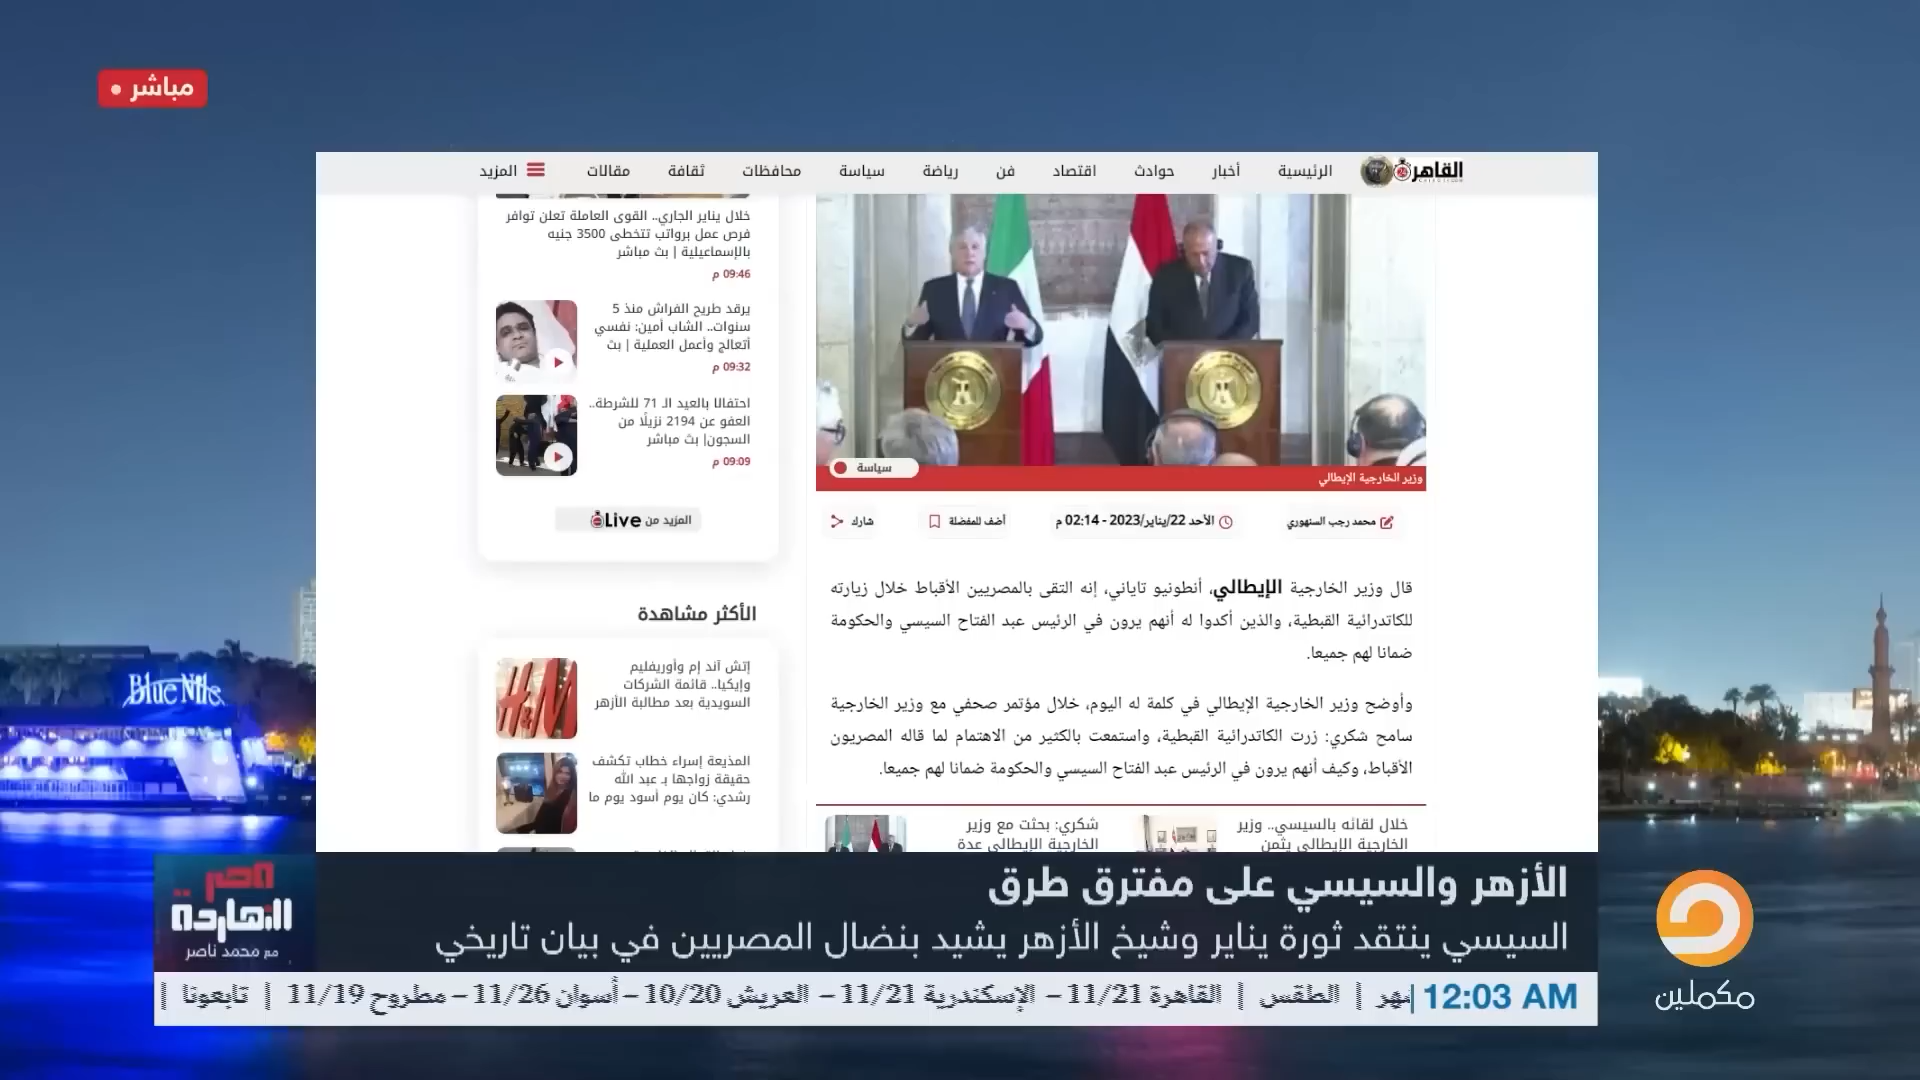 مباشر
القاهرة 24
الرئيسية
أخبار
حوادث
اقتصاد
فن
رياضة
سياسة
محافظات
ثقافة
مقالات
المزيد
وزير الخارجية الإيطالي
سياسة
محمد رجب السنهوري
الأحد 22/يناير/2023 - 02:14 م
أضف للمفضلة
شارك
قال وزير الخارجية الإيطالي، أنطونيو تاياني، إنه التقى بالمصريين الأقباط خلال زيارته
للكاتدرائية القبطية، والذين أكدوا له أنهم يرون في الرئيس عبد الفتاح السيسي والحكومة
ضمانا لهم جميعا.
وأوضح وزير الخارجية الإيطالي في كلمة له اليوم، خلال مؤتمر صحفي مع وزير الخارجية
سامح شكري: زرت الكاتدرائية القبطية، واستمعت بالكثير من الاهتمام لما قاله المصريون
الأقباط، وكيف أنهم يرون في الرئيس عبد الفتاح السيسي والحكومة ضمانا لهم جميعا.
خلال لقائه بالسيسي.. وزير
الخارجية الإيطالي يثمن
شكري: بحثت مع وزير
الخارجية الإيطالي عدة
خلال يناير الجاري.. القوى العاملة تعلن توافر
فرص عمل برواتب تتخطى 3500 جنيه
بالإسماعيلية | بث مباشر
09:46 م
يرقد طريح الفراش منذ 5
سنوات.. الشاب أمين: نفسي
أتعالج وأعمل العملية | بث
09:32 م
احتفالا بالعيد الـ 71 للشرطة..
العفو عن 2194 نزيلًا من
السجون| بث مباشر
09:09 م
المزيد من Live
الأكثر مشاهدة
إتش آند إم وأوريفليم
وإيكيا.. قائمة الشركات
السويدية بعد مطالبة الأزهر
H&M
المذيعة إسراء خطاب تكشف
حقيقة زواجها بـ عبد الله
رشدي: كان يوم أسود يوم ما
Blue Nile
الأزهر والسيسي على مفترق طرق
السيسي ينتقد ثورة يناير وشيخ الأزهر يشيد بنضال المصريين في بيان تاريخي
مصر
النهاردة
مع محمد ناصر
12:03 AM
| الطقس | القاهرة 11/21 – الإسكندرية 11/21 – العريش 10/20 – أسوان 11/26 – مطروح 11/19 | تابعونا |
مكملين